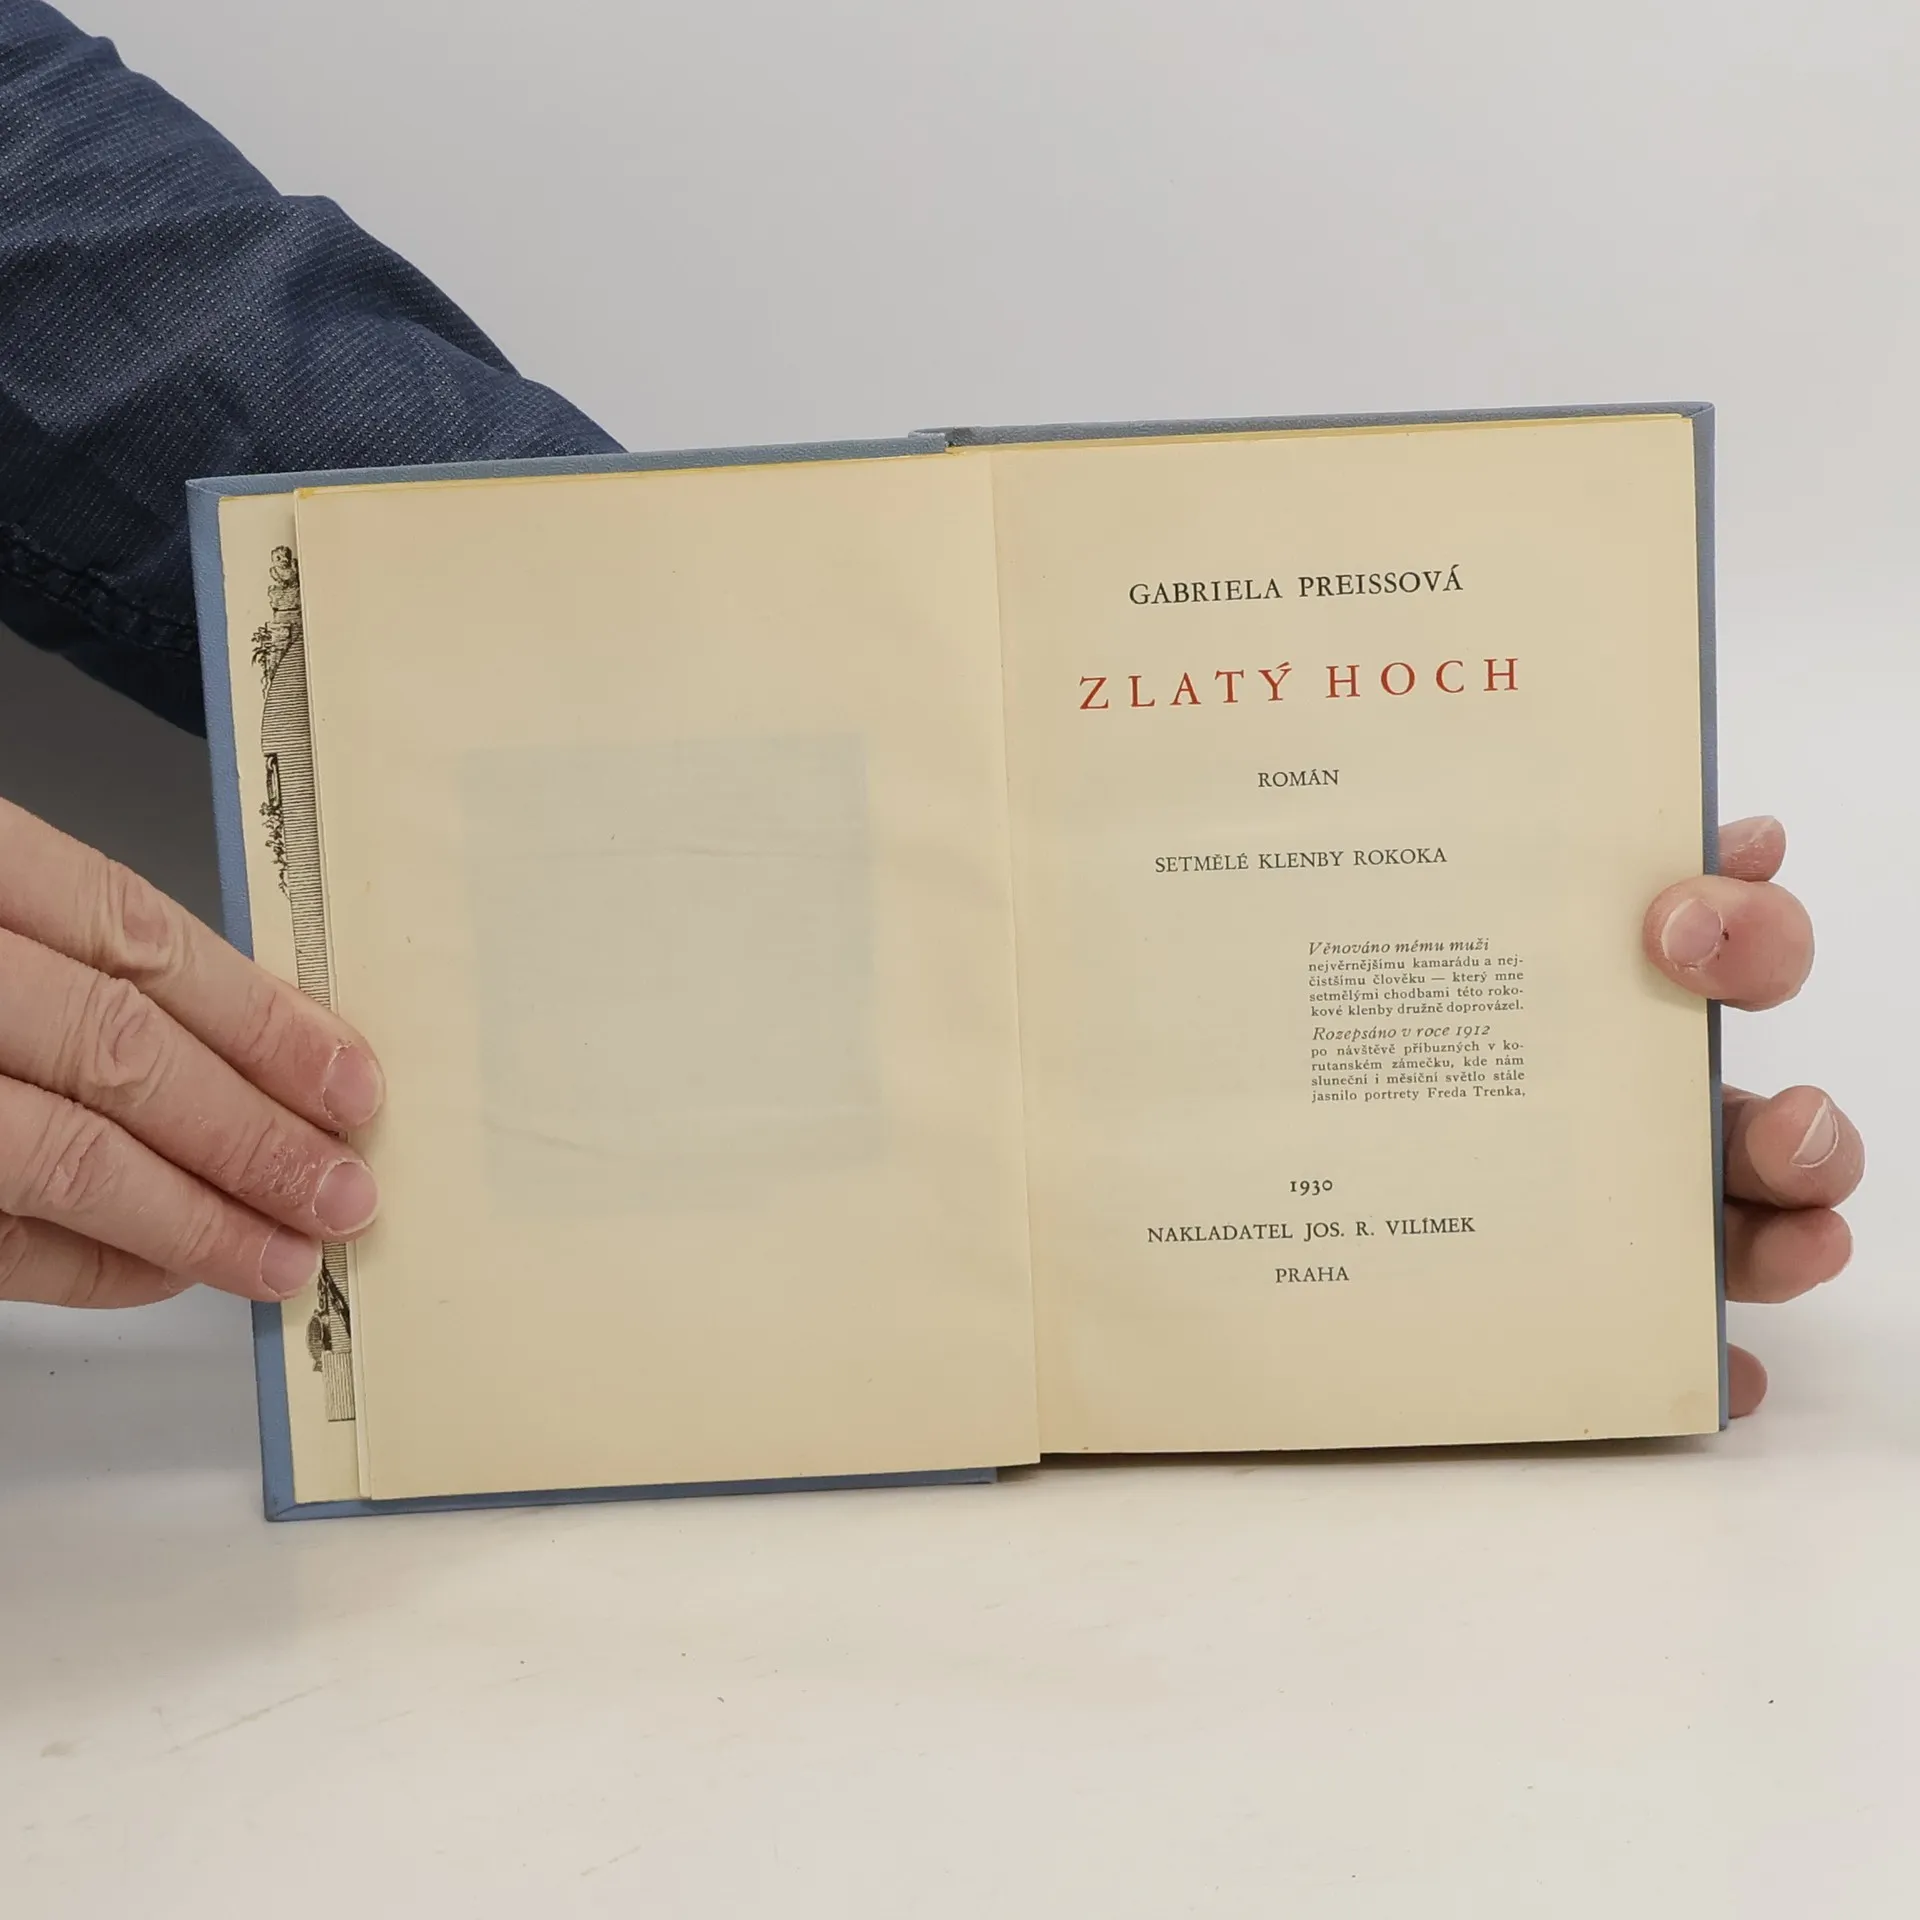 GABRIELA PREISSOVÁ
ZLATÝ HOCH
ROMÁN
SETMĚLÉ KLENBY ROKOKA
Věnováno mému muži
nejvěrnějšímu kamarádu a nej-
čistšímu člověku — který mne
setmělými chodbami této roko-
kové klenby družně doprovázel.
Rozepsáno v roce 1912
po návštěvě příbuzných v ko-
rutanském zámečku, kde nám
sluneční i měsíční světlo stále
jasnilo portrety Freda Trenka,
1930
NAKLADATEL JOS. R. VILÍMEK
PRAHA